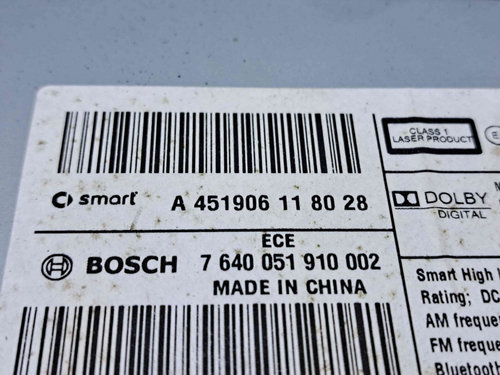 smart A 451906 11 80 28
ECE
BOSCH 7 640 051 910 002
MADE IN CHINA
CLASS 1
LASER PRODUCT
DOLBY
DIGITAL
Smart High
Rating; DC
AM freque
FM freque
Bluetooth